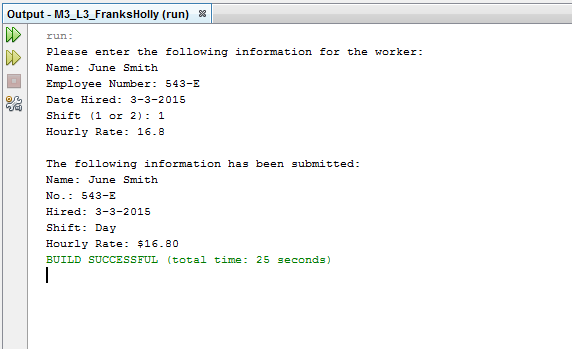 Output - M3_L3_FranksHolly (run)
run:
Please enter the following information for the worker:
Name: June Smith
Employee Number: 543-E
Date Hired: 3-3-2015
Shift (1 or 2): 1
Hourly Rate: 16.8
The following information has been submitted:
Name: June Smith
No.: 543-E
Hired: 3-3-2015
Shift: Day
Hourly Rate: $16.80
BUILD SUCCESSFUL (total time: 25 seconds)